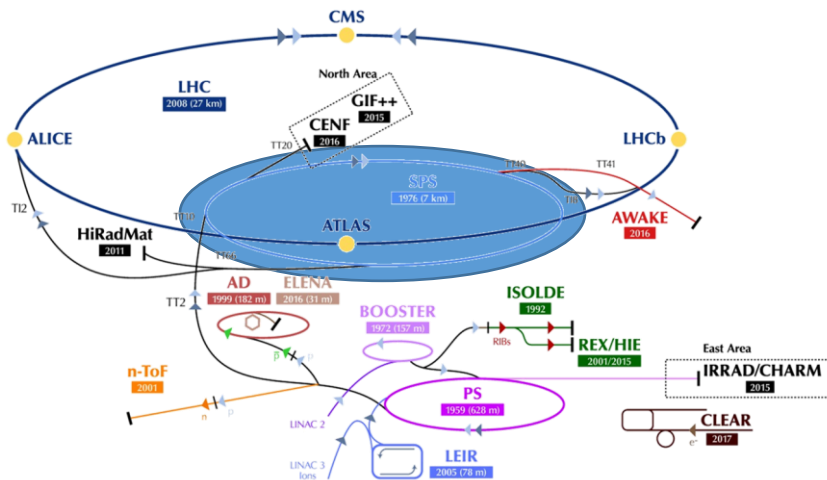 CMS
LHC
2008 (27 km)
North Area
GIF++
2015
CENF
2016
TT20
ALICE
LHCb
TT40
TT41
SPS
1976 (7 km)
TI2
TI8
TT10
ATLAS
HiRadMat
2011
TT66
AWAKE
2016
AD
1999 (182 m)
ELENA
2016 (31 m)
TT2
BOOSTER
1972 (157 m)
ISOLDE
1992
p
p
RIBs
REX/HIE
2001/2015
East Area
IRRAD/CHARM
2015
n-ToF
2001
n
p
PS
1959 (628 m)
LINAC 2
CLEAR
2017
e-
LINAC 3
Ions
LEIR
2005 (78 m)